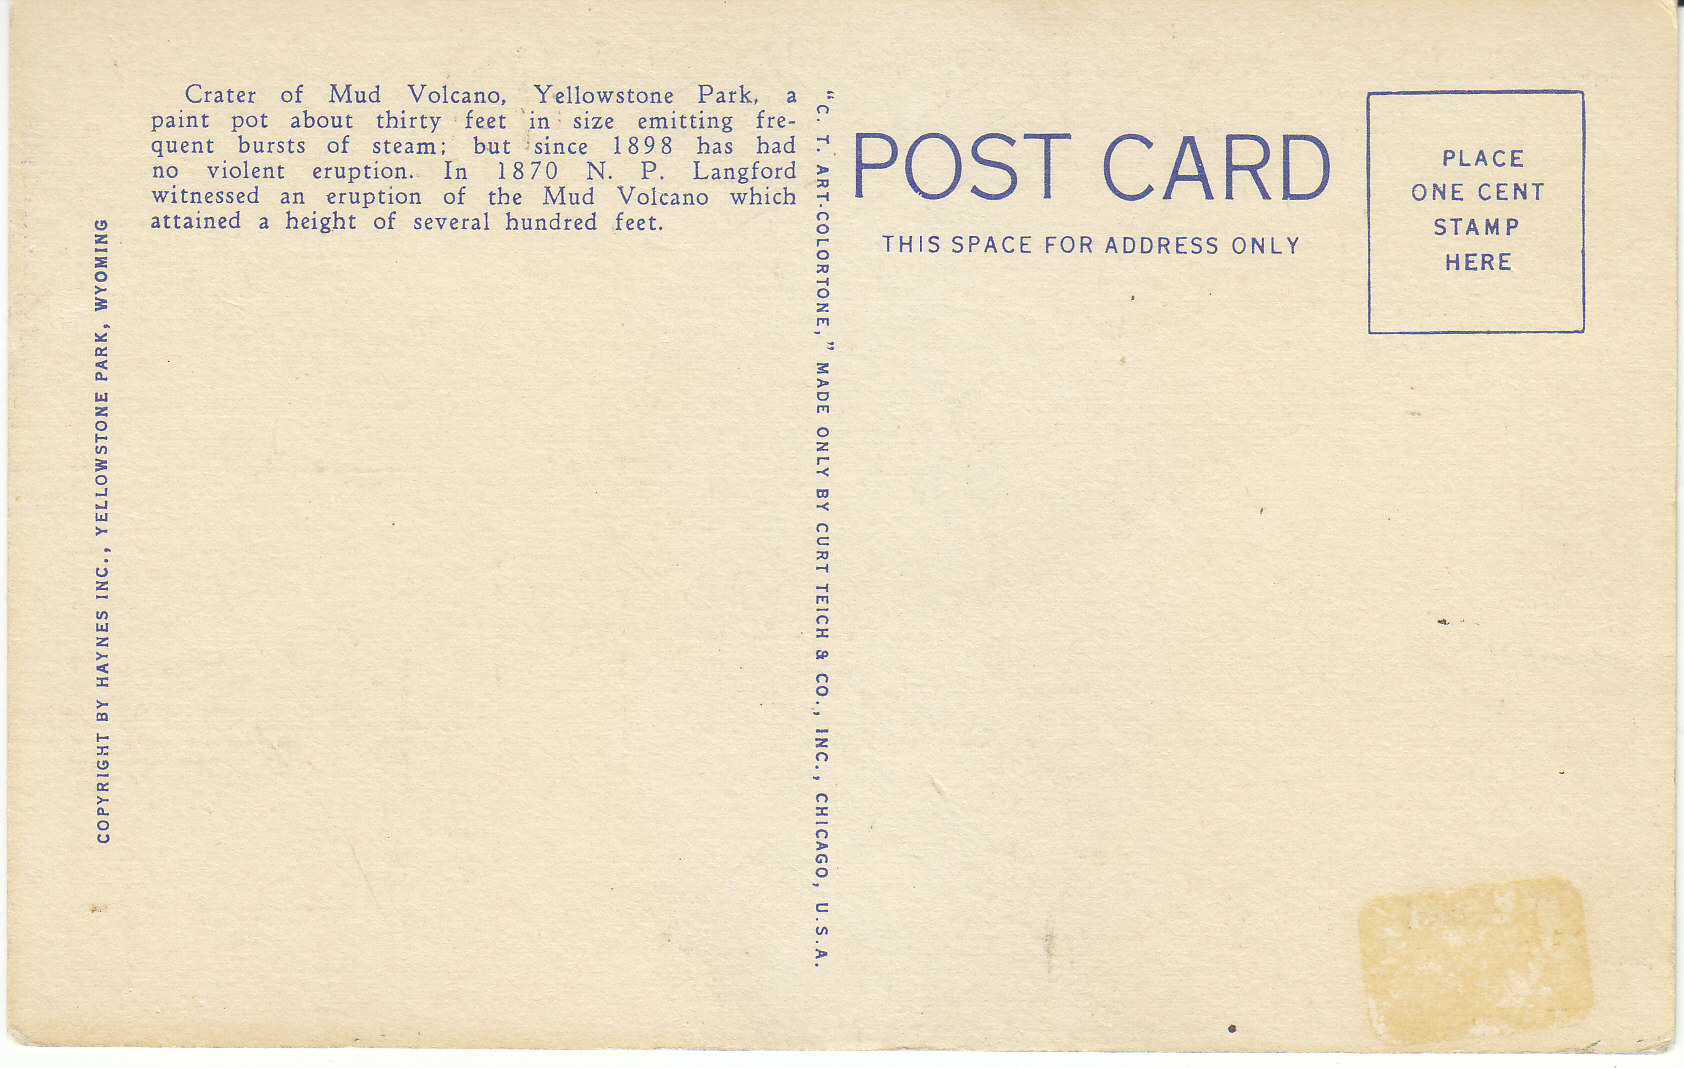 Crater of Mud Volcano, Yellowstone Park, a
paint pot about thirty feet in size emitting fre-
quent bursts of steam; but since 1898 has had
no violent eruption. In 1870 N. P. Langford
witnessed an eruption of the Mud Volcano which
attained a height of several hundred feet.
COPYRIGHT BY HAYNES INC., YELLOWSTONE PARK, WYOMING
"C. T. ART-COLORTONE," MADE ONLY BY CURT TEICH & CO., INC., CHICAGO, U.S.A.
POST CARD
THIS SPACE FOR ADDRESS ONLY
PLACE
ONE CENT
STAMP
HERE